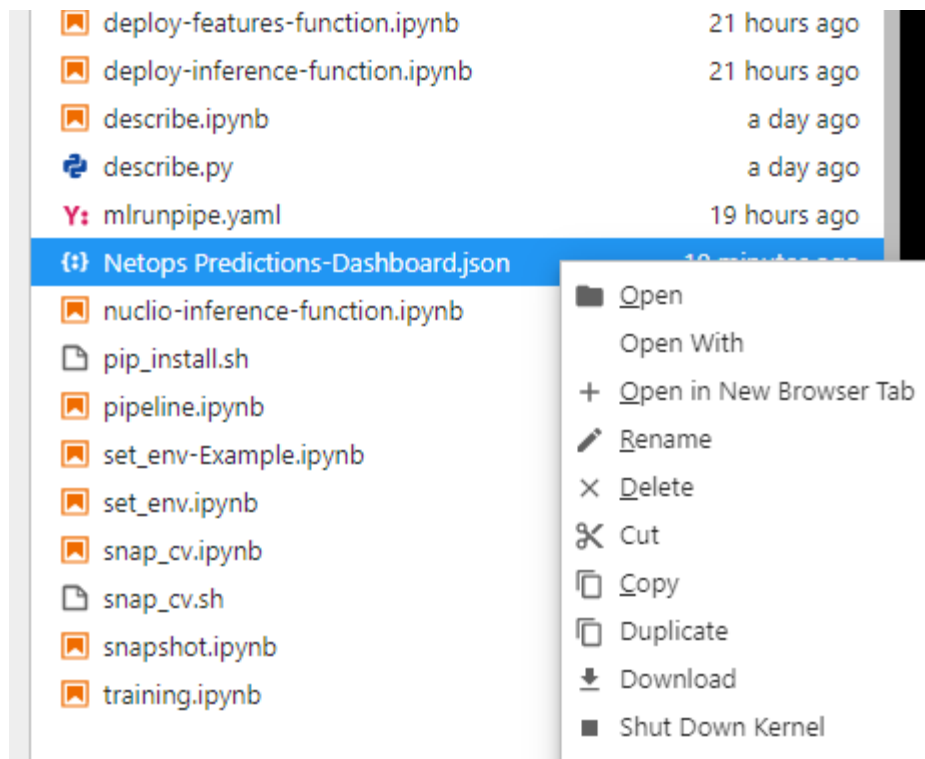 deploy-features-function.ipynb 21 hours ago
deploy-inference-function.ipynb 21 hours ago
describe.ipynb a day ago
describe.py a day ago
Y: mlrunpipe.yaml 19 hours ago
{:} Netops Predictions-Dashboard.json minutes ago
nuclio-inference-function.ipynb
pip_install.sh
pipeline.ipynb
set_env-Example.ipynb
set_env.ipynb
snap_cv.ipynb
snap_cv.sh
snapshot.ipynb
training.ipynb
Open
Open With
Open in New Browser Tab
Rename
Delete
Cut
Copy
Duplicate
Download
Shut Down Kernel